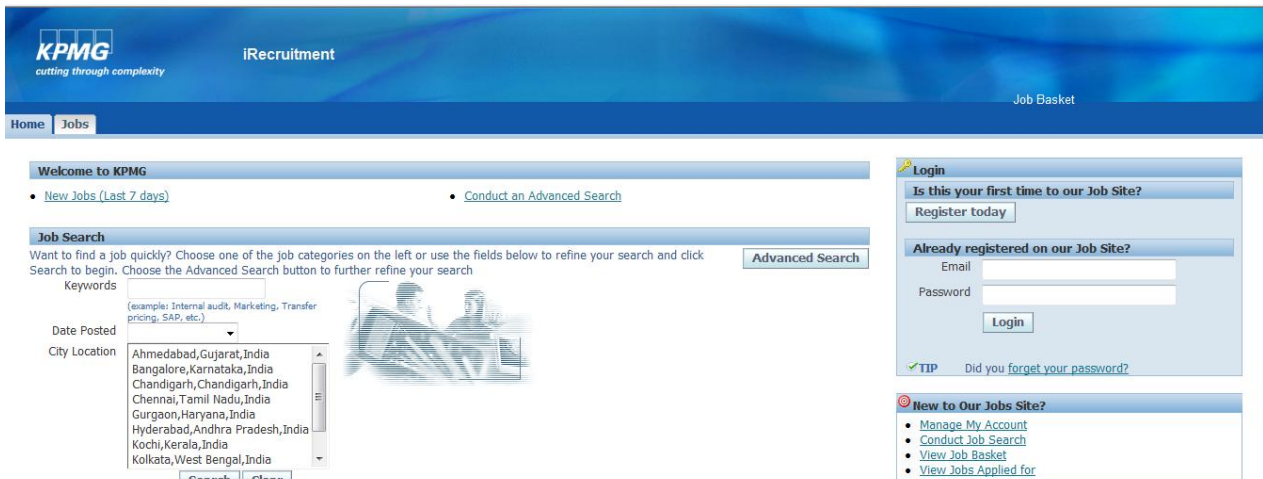 KPMG
cutting through complexity
iRecruitment
Job Basket
Home
Jobs
Welcome to KPMG
New Jobs (Last 7 days)
Conduct an Advanced Search
Job Search
Want to find a job quickly? Choose one of the job categories on the left or use the fields below to refine your search and click
Search to begin. Choose the Advanced Search button to further refine your search
Advanced Search
Keywords
(example: Internal audit, Marketing, Transfer
pricing, SAP, etc.)
Date Posted
City Location
Ahmedabad,Gujarat,India
Bangalore,Karnataka,India
Chandigarh,Chandigarh,India
Chennai,Tamil Nadu,India
Gurgaon,Haryana,India
Hyderabad,Andhra Pradesh,India
Kochi,Kerala,India
Kolkata,West Bengal,India
Search Clear
Login
Is this your first time to our Job Site?
Register today
Already registered on our Job Site?
Email
Password
Login
TIP Did you forget your password?
New to Our Jobs Site?
Manage My Account
Conduct Job Search
View Job Basket
View Jobs Applied for